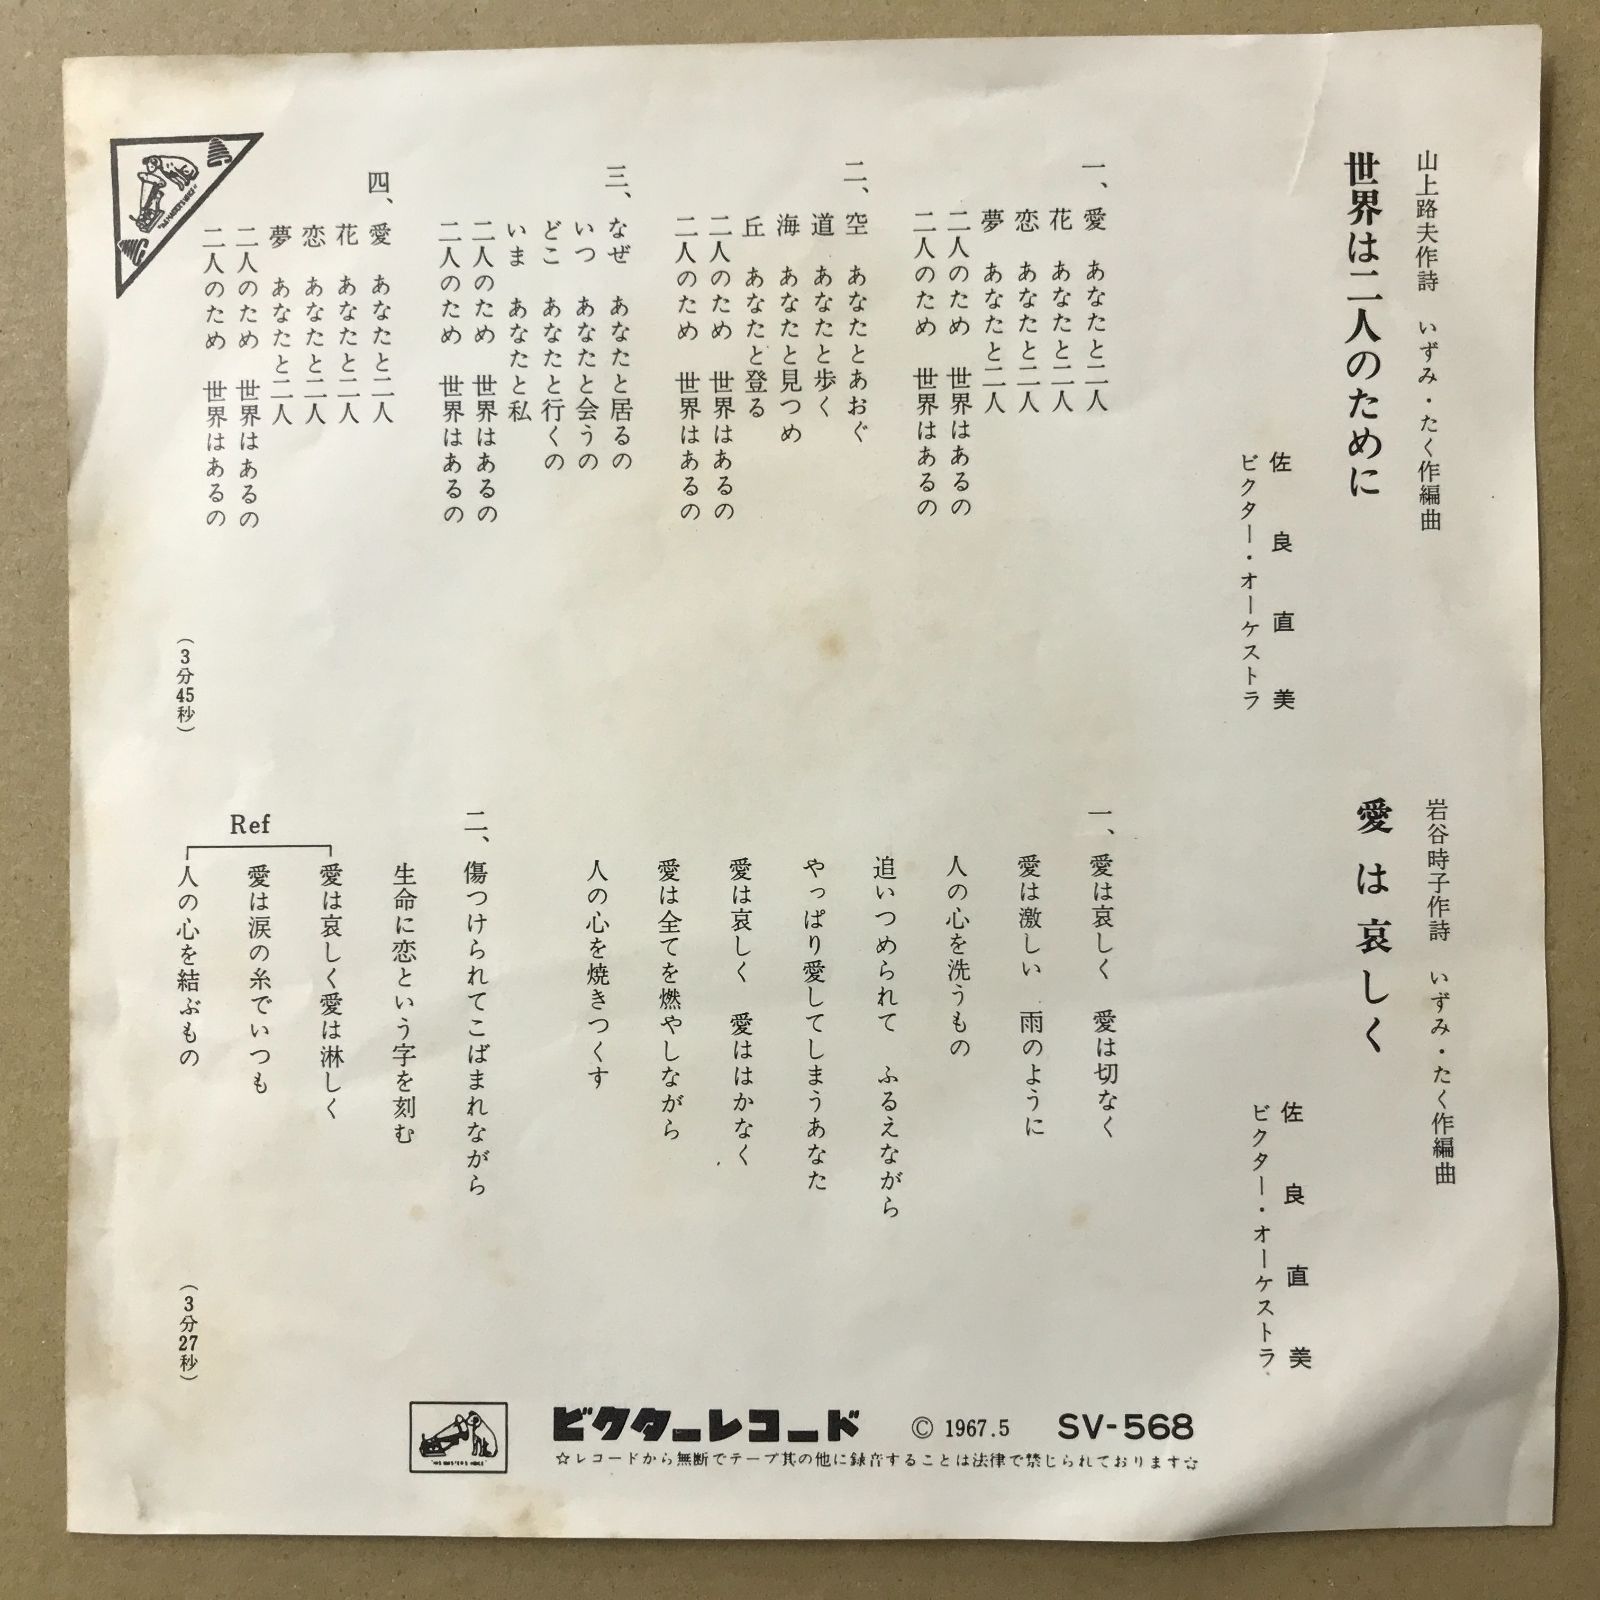 山上路夫作詩　いずみ・たく作編曲
世界は二人のために
佐良直美
ビクター・オーケストラ
一、愛　あなたと二人
花　あなたと二人
恋　あなたと二人
夢　あなたと二人
二人のため　世界はあるの
二人のため　世界はあるの
二、空　あなたとあおぐ
道　あなたと歩く
海　あなたと見つめ
丘　あなたと登る
二人のため　世界はあるの
二人のため　世界はあるの
三、なぜ　あなたと居るの
いつ　あなたと会うの
どこ　あなたと行くの
いま　あなたと私
二人のため　世界はあるの
二人のため　世界はあるの
四、愛　あなたと二人
花　あなたと二人
恋　あなたと二人
夢　あなたと二人
二人のため　世界はあるの
二人のため　世界はあるの
（3分45秒）
岩谷時子作詩　いずみ・たく作編曲
愛は哀しく
佐良直美
ビクター・オーケストラ
一、愛は哀しく　愛は切なく
愛は激しい　雨のように
人の心を洗うもの
追いつめられて　ふるえながら
やっぱり愛してしまうあなた
愛は哀しく　愛ははかなく
愛は全てを燃やしながら
人の心を焼きつくす
二、傷つけられてこばまれながら
生命に恋という字を刻む
Ref
愛は哀しく愛は淋しく
愛は涙の糸でいつも
人の心を結ぶもの
（3分27秒）
"HIS MASTER'S VOICE"
ビクターレコード　© 1967.5　SV-568
☆レコードから無断でテープ其の他に録音することは法律で禁じられております☆